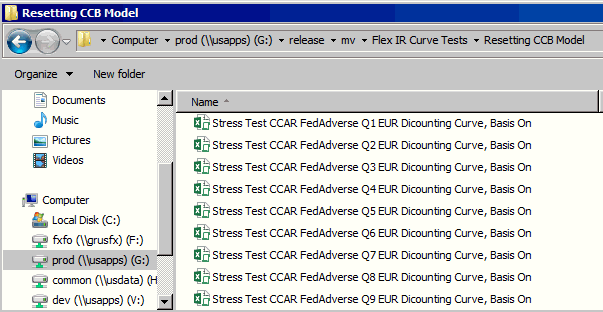 Resetting CCB Model
Computer prod (\\usapps) (G:) release mv Flex IR Curve Tests Resetting CCB Model
Organize New folder
Documents
Music
Pictures
Videos
Computer
Local Disk (C:)
fxfo (\\grusfx) (F:)
prod (\\usapps) (G:)
common (\\usdata) (H
dev (\\usapps) (V:)
Name
Stress Test CCAR FedAdverse Q1 EUR Dicounting Curve, Basis On
Stress Test CCAR FedAdverse Q2 EUR Dicounting Curve, Basis On
Stress Test CCAR FedAdverse Q3 EUR Dicounting Curve, Basis On
Stress Test CCAR FedAdverse Q4 EUR Dicounting Curve, Basis On
Stress Test CCAR FedAdverse Q5 EUR Dicounting Curve, Basis On
Stress Test CCAR FedAdverse Q6 EUR Dicounting Curve, Basis On
Stress Test CCAR FedAdverse Q7 EUR Dicounting Curve, Basis On
Stress Test CCAR FedAdverse Q8 EUR Dicounting Curve, Basis On
Stress Test CCAR FedAdverse Q9 EUR Dicounting Curve, Basis On